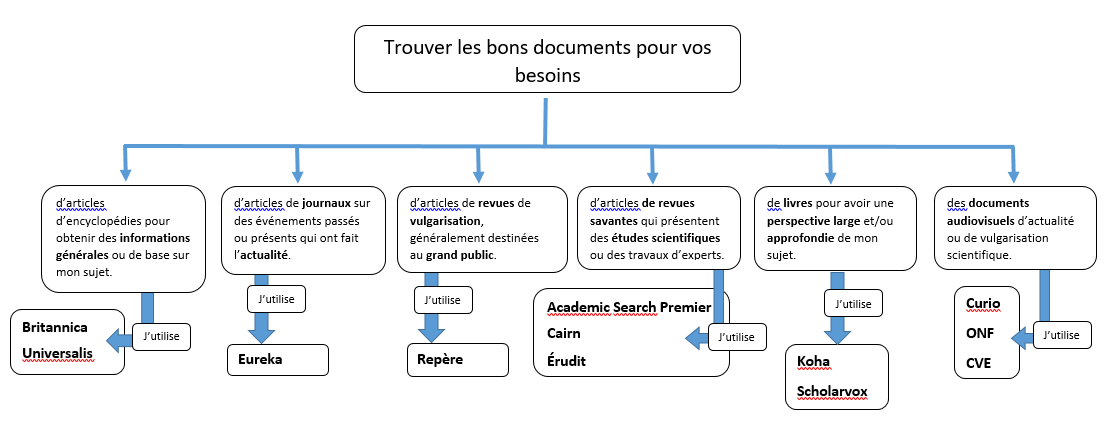 Trouver les bons documents pour vos
besoins
d’articles
d’encyclopédies pour
obtenir des informations
générales ou de base sur
mon sujet.
J’utilise
Britannica
Universalis
d’articles de journaux sur
des événements passés
ou présents qui ont fait
l’actualité.
J’utilise
Eureka
d’articles de revues de
vulgarisation,
généralement destinées
au grand public.
J’utilise
Repère
d’articles de revues
savantes qui présentent
des études scientifiques
ou des travaux d’experts.
J’utilise
Academic Search Premier
Cairn
Érudit
de livres pour avoir une
perspective large et/ou
approfondie de mon
sujet.
J’utilise
Koha
Scholarvox
des documents
audiovisuels d’actualité
ou de vulgarisation
scientifique.
J’utilise
Curio
ONF
CVE